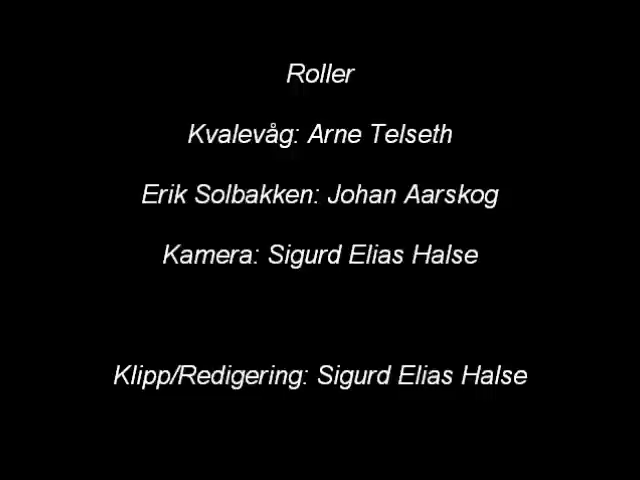 Roller
Kvalevåg: Arne Telseth
Erik Solbakken: Johan Aarskog
Kamera: Sigurd Elias Halse
Klipp/Redigering: Sigurd Elias Halse